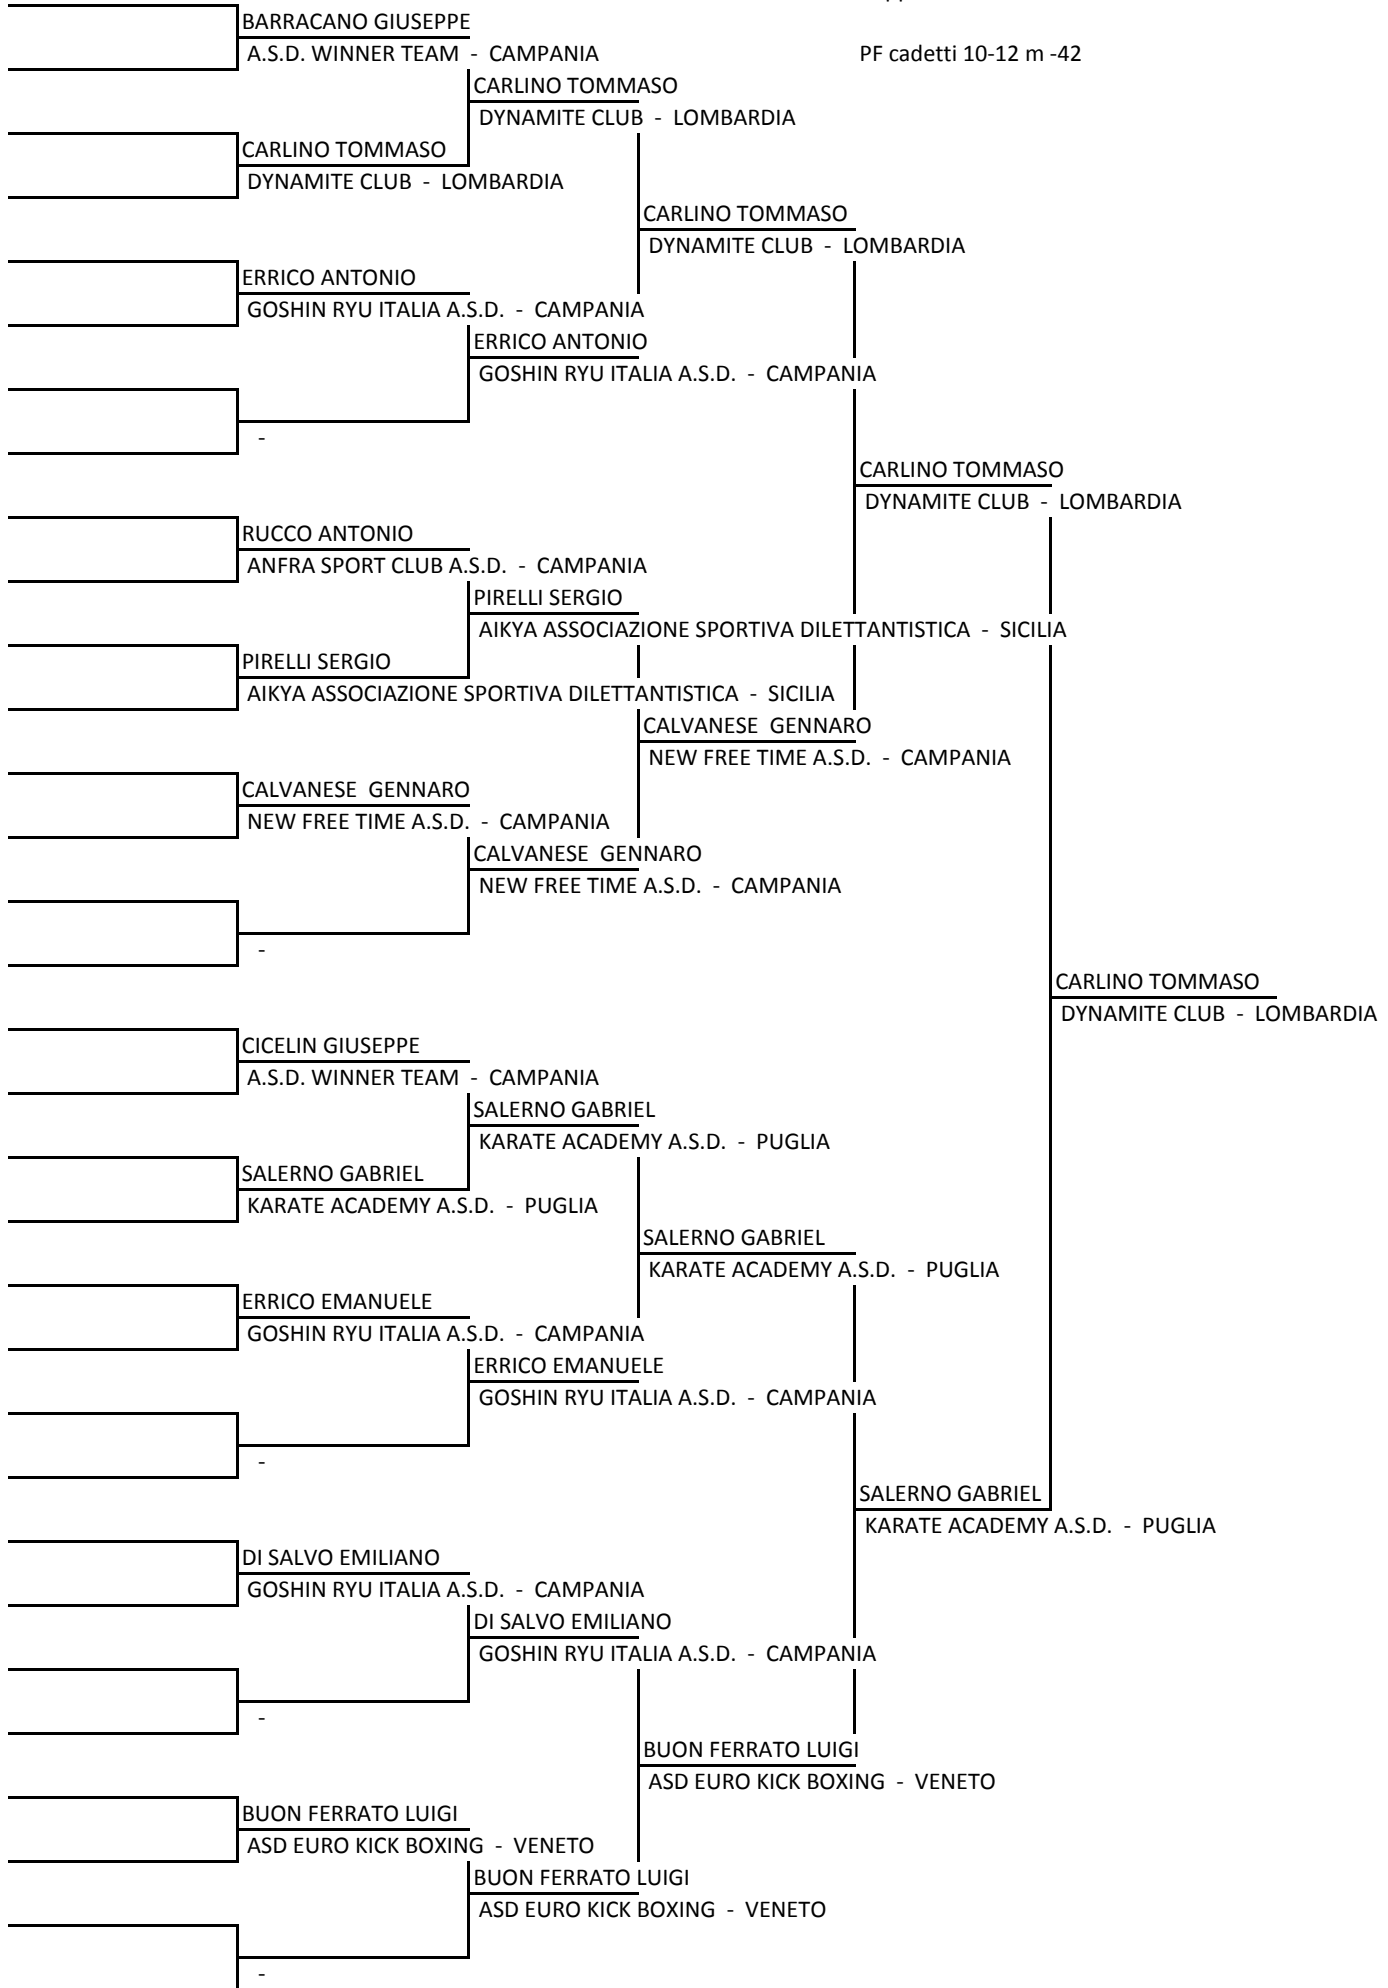 BARRACANO GIUSEPPE
A.S.D. WINNER TEAM - CAMPANIA
PF cadetti 10-12 m -42
CARLINO TOMMASO
DYNAMITE CLUB - LOMBARDIA
CARLINO TOMMASO
DYNAMITE CLUB - LOMBARDIA
CARLINO TOMMASO
DYNAMITE CLUB - LOMBARDIA
ERRICO ANTONIO
GOSHIN RYU ITALIA A.S.D. - CAMPANIA
ERRICO ANTONIO
GOSHIN RYU ITALIA A.S.D. - CAMPANIA
-
CARLINO TOMMASO
DYNAMITE CLUB - LOMBARDIA
RUCCO ANTONIO
ANFRA SPORT CLUB A.S.D. - CAMPANIA
PIRELLI SERGIO
AIKYA ASSOCIAZIONE SPORTIVA DILETTANTISTICA - SICILIA
PIRELLI SERGIO
AIKYA ASSOCIAZIONE SPORTIVA DILETTANTISTICA - SICILIA
CALVANESE GENNARO
NEW FREE TIME A.S.D. - CAMPANIA
CALVANESE GENNARO
NEW FREE TIME A.S.D. - CAMPANIA
CALVANESE GENNARO
NEW FREE TIME A.S.D. - CAMPANIA
-
CARLINO TOMMASO
DYNAMITE CLUB - LOMBARDIA
CICELIN GIUSEPPE
A.S.D. WINNER TEAM - CAMPANIA
SALERNO GABRIEL
KARATE ACADEMY A.S.D. - PUGLIA
SALERNO GABRIEL
KARATE ACADEMY A.S.D. - PUGLIA
SALERNO GABRIEL
KARATE ACADEMY A.S.D. - PUGLIA
ERRICO EMANUELE
GOSHIN RYU ITALIA A.S.D. - CAMPANIA
ERRICO EMANUELE
GOSHIN RYU ITALIA A.S.D. - CAMPANIA
-
SALERNO GABRIEL
KARATE ACADEMY A.S.D. - PUGLIA
DI SALVO EMILIANO
GOSHIN RYU ITALIA A.S.D. - CAMPANIA
DI SALVO EMILIANO
GOSHIN RYU ITALIA A.S.D. - CAMPANIA
-
BUON FERRATO LUIGI
ASD EURO KICK BOXING - VENETO
BUON FERRATO LUIGI
ASD EURO KICK BOXING - VENETO
BUON FERRATO LUIGI
ASD EURO KICK BOXING - VENETO
-